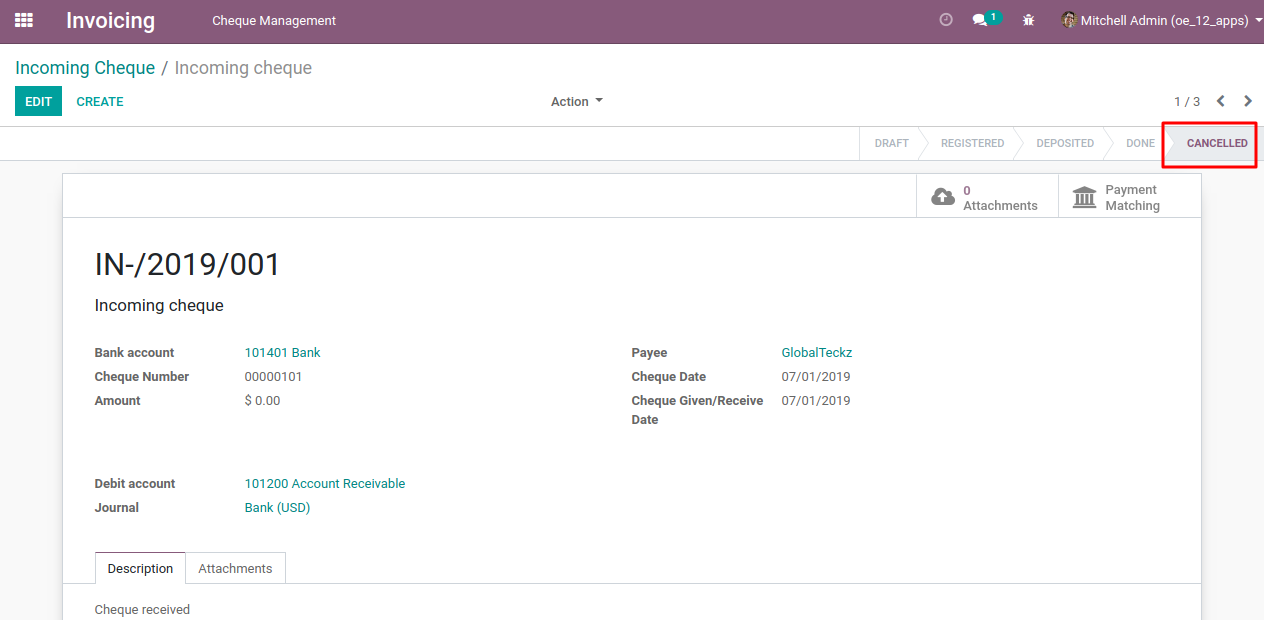 Invoicing Cheque Management 1 Mitchell Admin (oe_12_apps)
Incoming Cheque / Incoming cheque
EDIT CREATE Action 1 / 3
DRAFT REGISTERED DEPOSITED DONE CANCELLED
0 Attachments Payment Matching
IN-/2019/001
Incoming cheque
Bank account 101401 Bank Payee GlobalTeckz
Cheque Number 00000101 Cheque Date 07/01/2019
Amount $ 0.00 Cheque Given/Receive Date 07/01/2019
Debit account 101200 Account Receivable
Journal Bank (USD)
Description Attachments
Cheque received